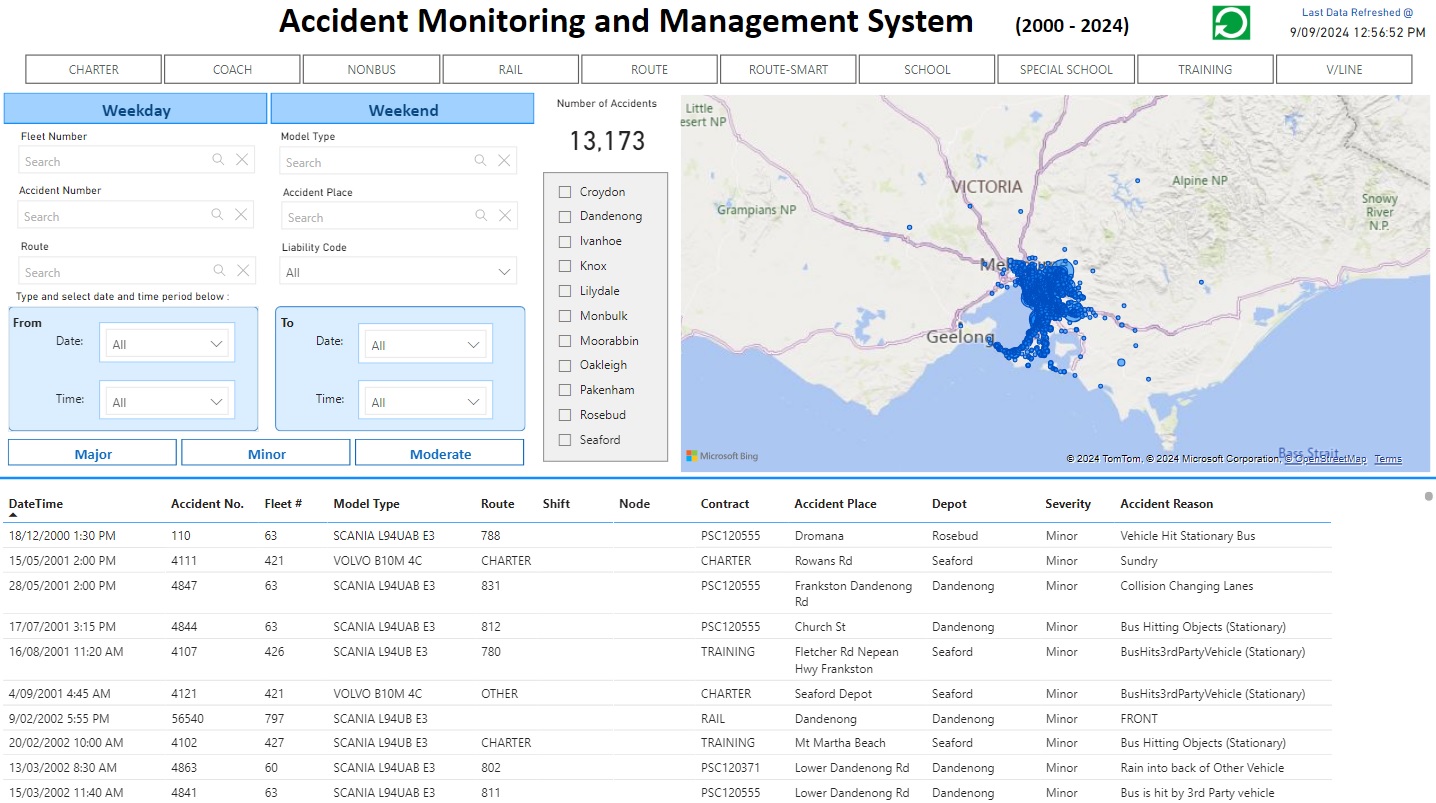 Accident Monitoring and Management System (2000 - 2024)
Last Data Refreshed @
9/09/2024 12:56:52 PM
CHARTER COACH NONBUS RAIL ROUTE ROUTE-SMART SCHOOL SPECIAL SCHOOL TRAINING V/LINE
Weekday Weekend
Fleet Number
Search
Model Type
Search
Accident Number
Search
Accident Place
Search
Route
Search
Liability Code
All
Type and select date and time period below :
From
Date: All
Time: All
To
Date: All
Time: All
Major Minor Moderate
Number of Accidents
13,173
Croydon
Dandenong
Ivanhoe
Knox
Lilydale
Monbulk
Moorabbin
Oakleigh
Pakenham
Rosebud
Seaford
Little
esert NP
VICTORIA
Alpine NP
Grampians NP
Snowy
River
N.P.
Geelong
Bass Strait
Microsoft Bing
© 2024 TomTom, © 2024 Microsoft Corporation, © OpenStreetMap Terms
DateTime Accident No. Fleet # Model Type Route Shift Node Contract Accident Place Depot Severity Accident Reason
18/12/2000 1:30 PM 110 63 SCANIA L94UAB E3 788 PSC120555 Dromana Rosebud Minor Vehicle Hit Stationary Bus
15/05/2001 2:00 PM 4111 421 VOLVO B10M 4C CHARTER CHARTER Rowans Rd Seaford Minor Sundry
28/05/2001 2:00 PM 4847 63 SCANIA L94UAB E3 831 PSC120555 Frankston Dandenong Dandenong Minor Collision Changing Lanes
Rd
17/07/2001 3:15 PM 4844 63 SCANIA L94UAB E3 812 PSC120555 Church St Dandenong Minor Bus Hitting Objects (Stationary)
16/08/2001 11:20 AM 4107 426 SCANIA L94UB E3 780 TRAINING Fletcher Rd Nepean Seaford Minor BusHits3rdPartyVehicle (Stationary)
Hwy Frankston
4/09/2001 4:45 AM 4121 421 VOLVO B10M 4C OTHER CHARTER Seaford Depot Seaford Minor BusHits3rdPartyVehicle (Stationary)
9/02/2002 5:55 PM 56540 797 SCANIA L94UB E3 RAIL Dandenong Dandenong Minor FRONT
20/02/2002 10:00 AM 4102 427 SCANIA L94UB E3 CHARTER TRAINING Mt Martha Beach Seaford Minor Bus Hitting Objects (Stationary)
13/03/2002 8:30 AM 4863 60 SCANIA L94UAB E3 802 PSC120371 Lower Dandenong Rd Dandenong Minor Rain into back of Other Vehicle
15/03/2002 11:40 AM 4841 63 SCANIA L94UAB E3 811 PSC120555 Lower Dandenong Rd Dandenong Minor Bus is hit by 3rd Party vehicle